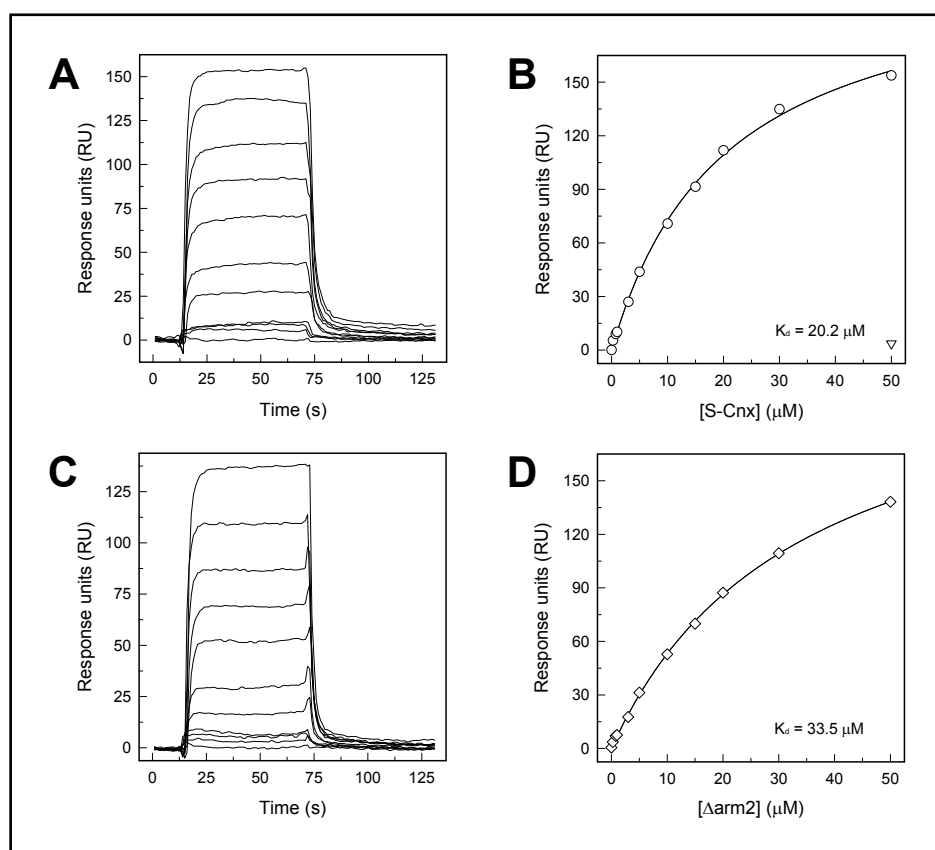 A
Response units (RU)
150
125
100
75
50
25
0
0 25 50 75 100 125
Time (s)
B
Response units (RU)
150
120
90
60
30
0
Kd = 20.2 μM
0 10 20 30 40 50
[S-Cnx] (μM)
C
Response units (RU)
125
100
75
50
25
0
0 25 50 75 100 125
Time (s)
D
Response units (RU)
150
120
90
60
30
0
Kd = 33.5 μM
0 10 20 30 40 50
[Δarm2] (μM)